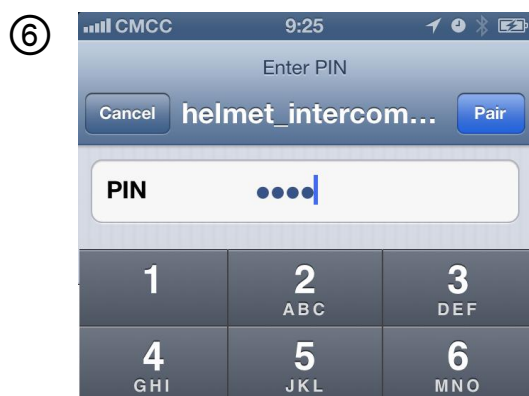 ⑥
CMCC 9:25
Enter PIN
Cancel helmet_interco m... Pair
PIN ••••
1 2 3
ABC DEF
4 5 6
GHI JKL MNO